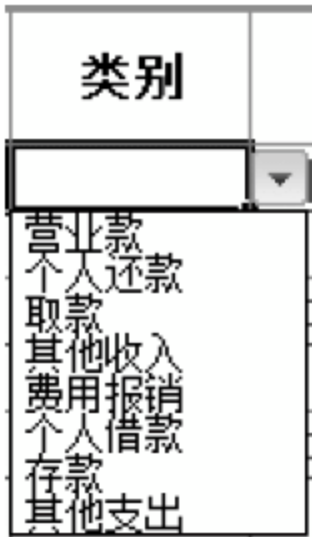 类别
营业款
个人还款
取款
其他收入
费用报销
个人借款
存款
其他支出